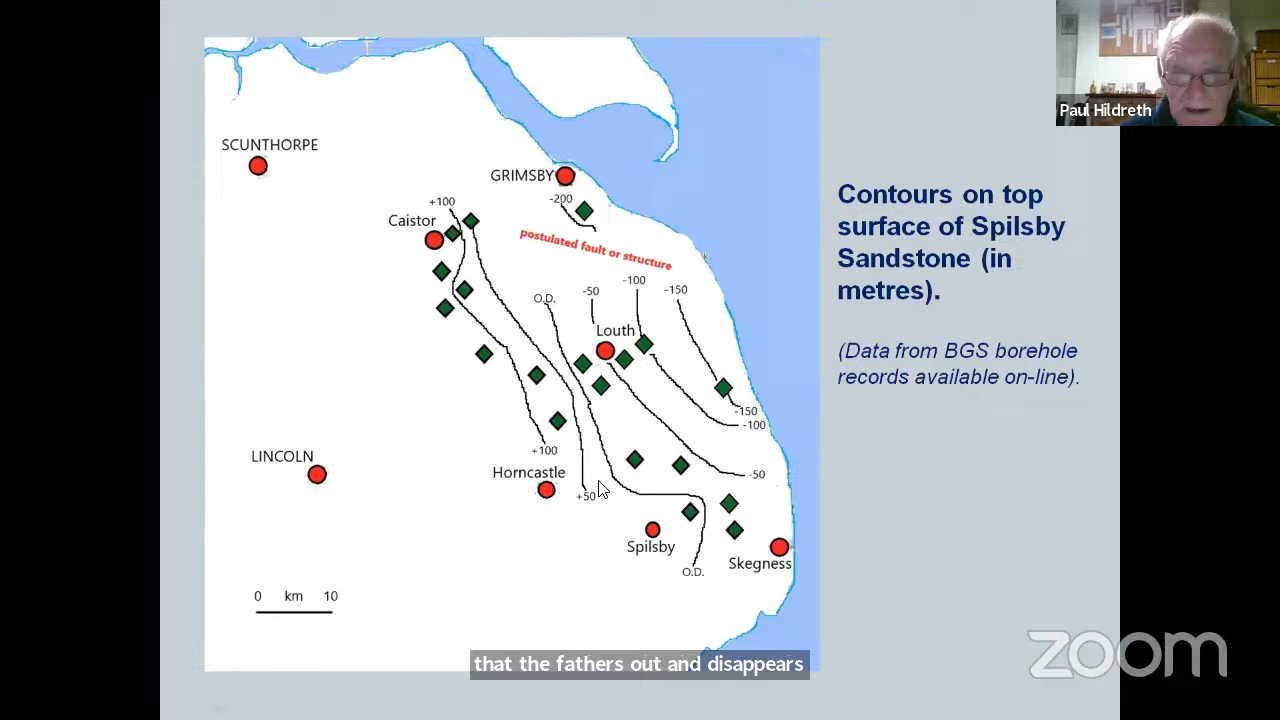 Paul Hildreth
SCUNTHORPE
GRIMSBY
-200
+100
Caistor
postulated fault or structure
-100
-50
-150
O.D.
Louth
-150
-100
+100
LINCOLN
Horncastle
-50
+50
Spilsby
Skegness
O.D.
0 km 10
Contours on top
surface of Spilsby
Sandstone (in
metres).
(Data from BGS borehole
records available on-line).
that the fathers out and disappears
zoom